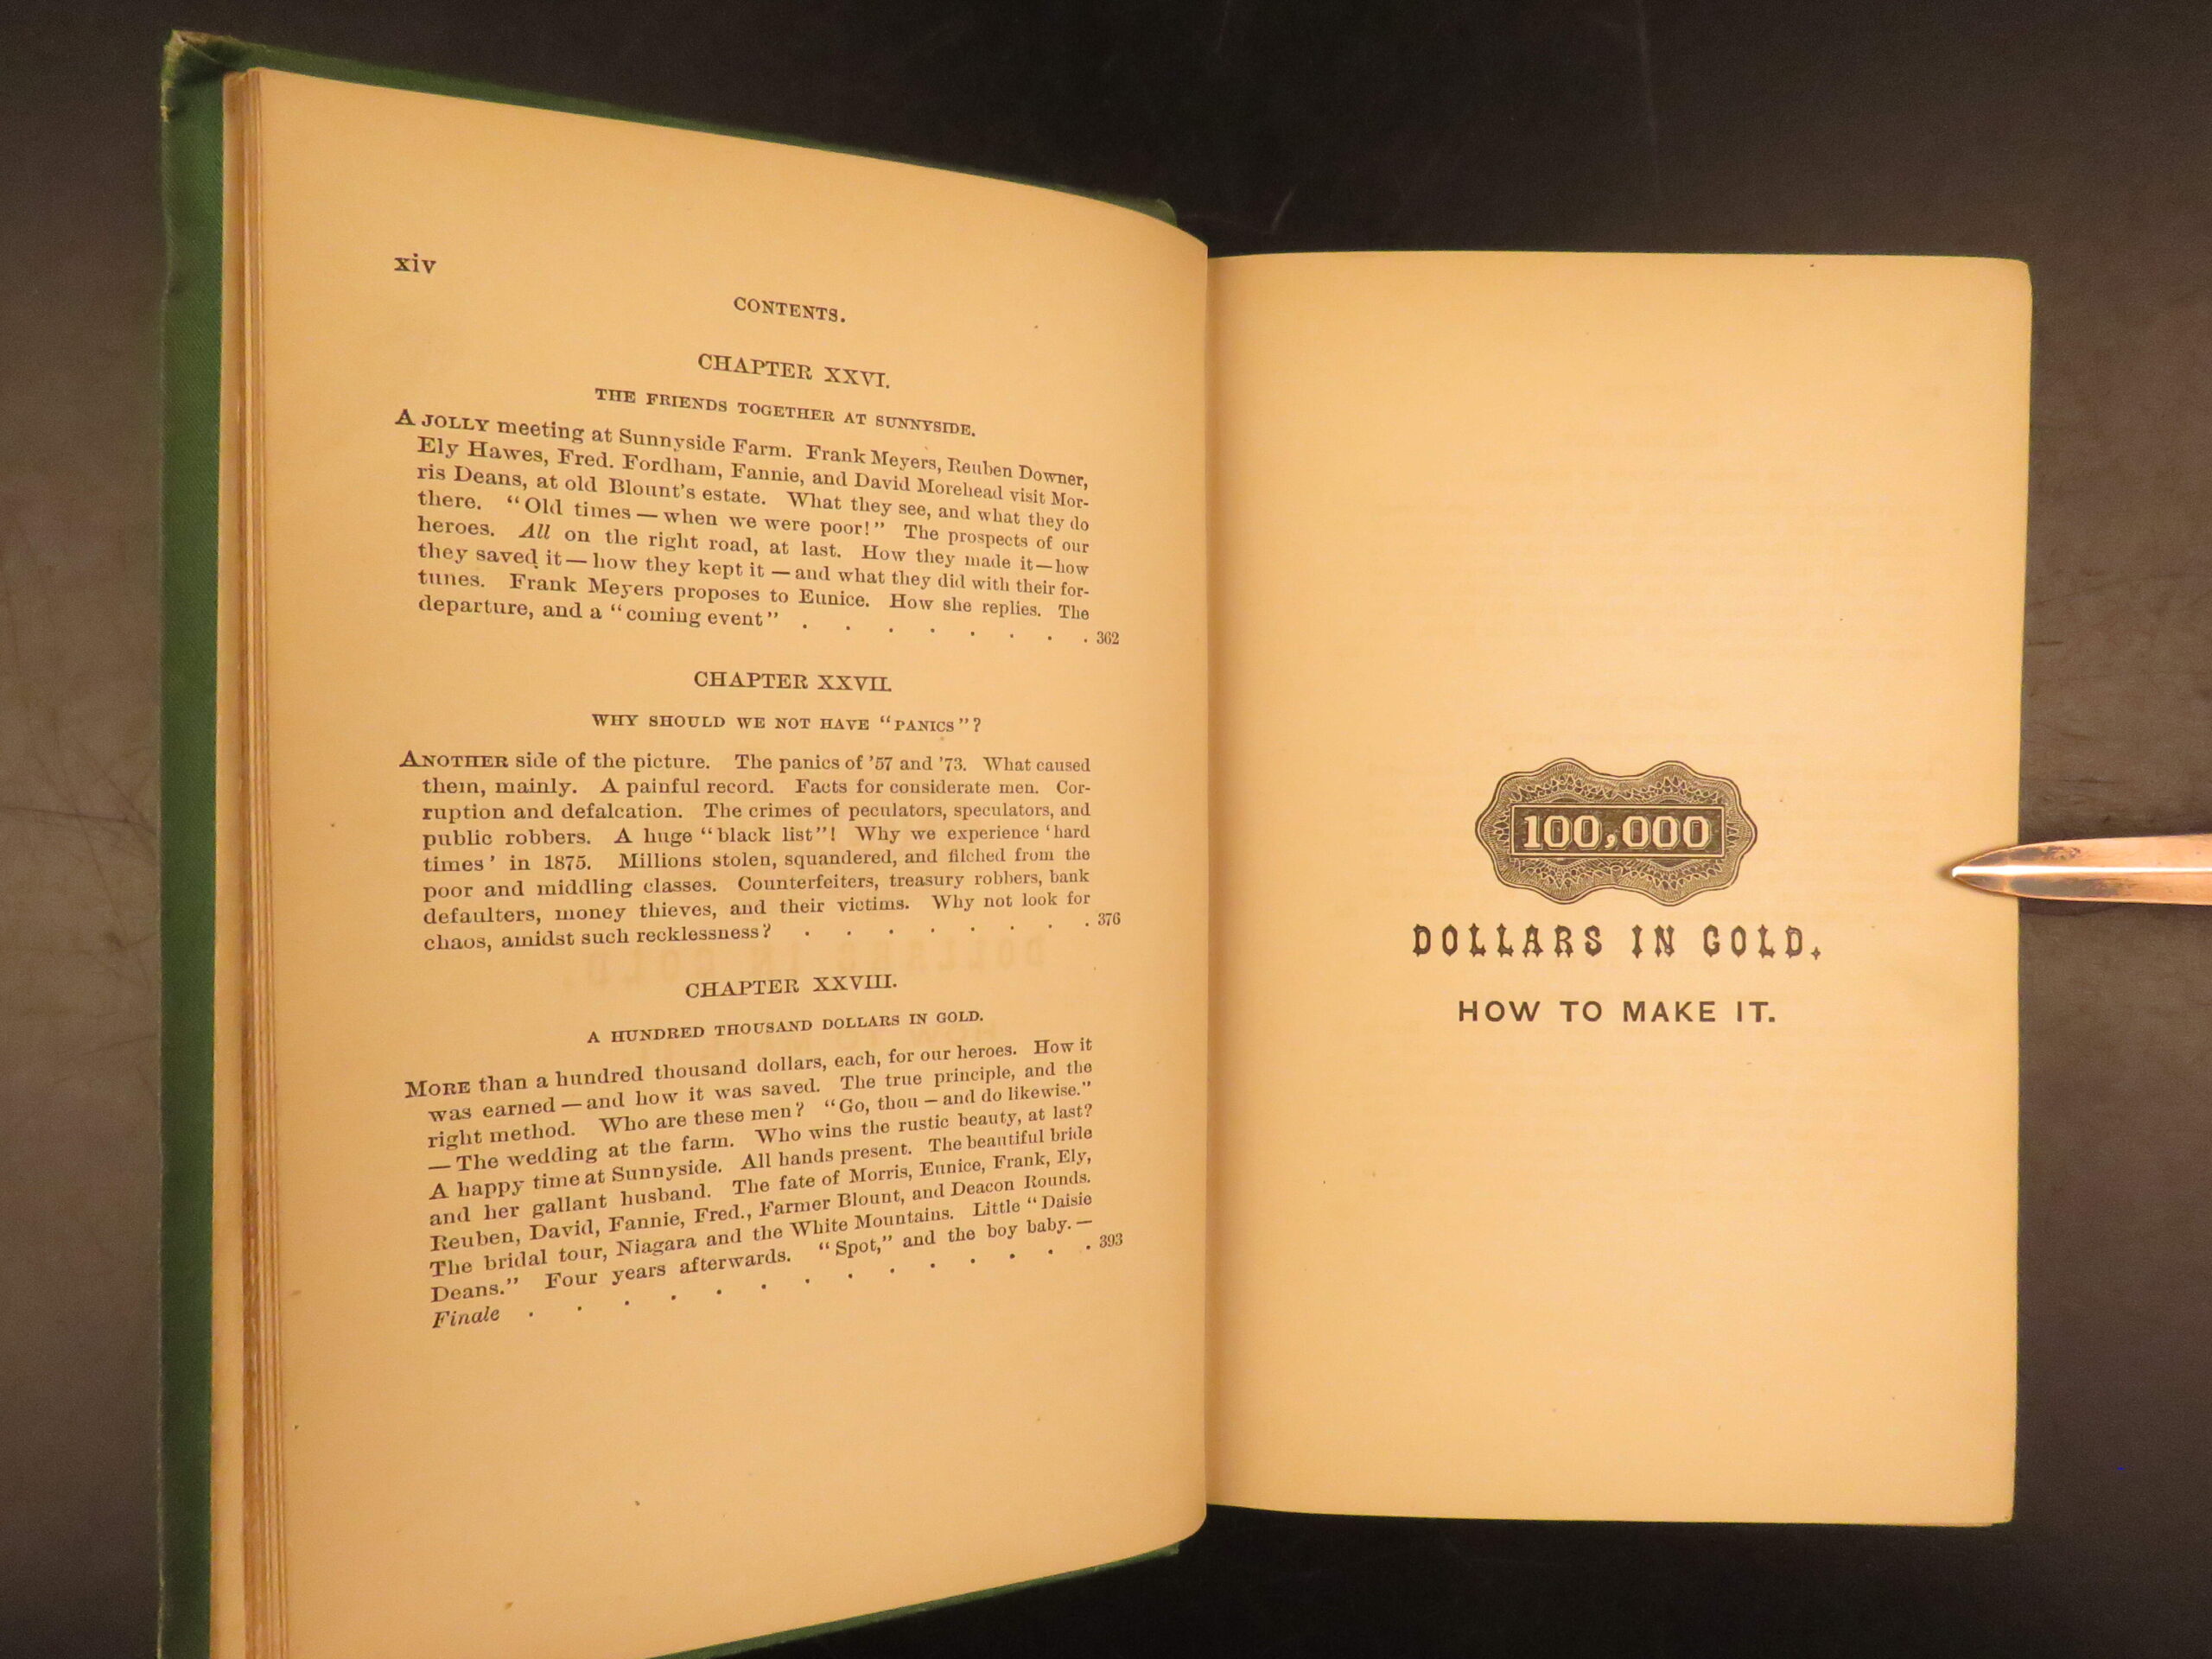 xiv
CONTENTS.
CHAPTER XXVI.
THE FRIENDS TOGETHER AT SUNNYSIDE.
A JOLLY meeting at Sunnyside Farm. Frank Meyers, Reuben Downer,
Ely Hawes, Fred. Fordham, Fannie, and David Morehead visit Mor-
ris Deans, at old Blount's estate. What they see, and what they do
there. “Old times — when we were poor!” The prospects of our
heroes. All on the right road, at last. How they made it — how
they saved it — how they kept it — and what they did with their for-
tunes. Frank Meyers proposes to Eunice. How she replies. The
departure, and a “coming event” . . . . . . . . 362
CHAPTER XXVII.
WHY SHOULD WE NOT HAVE “PANICS”?
ANOTHER side of the picture. The panics of '57 and '73. What caused
them, mainly. A painful record. Facts for considerate men. Cor-
ruption and defalcation. The crimes of peculators, speculators, and
public robbers. A huge “black list”! Why we experience ‘hard
times’ in 1875. Millions stolen, squandered, and filched from the
poor and middling classes. Counterfeiters, treasury robbers, bank
defaulters, money thieves, and their victims. Why not look for
chaos, amidst such recklessness? . . . . . . . . 376
CHAPTER XXVIII.
A HUNDRED THOUSAND DOLLARS IN GOLD.
MORE than a hundred thousand dollars, each, for our heroes. How it
was earned — and how it was saved. The true principle, and the
right method. Who are these men? “Go, thou — and do likewise.”
— The wedding at the farm. Who wins the rustic beauty, at last?
A happy time at Sunnyside. All hands present. The beautiful bride
and her gallant husband. The fate of Morris, Eunice, Frank, Ely,
Reuben, David, Fannie, Fred., Farmer Blount, and Deacon Rounds.
The bridal tour, Niagara and the White Mountains. Little “Daisie
Deans.” Four years afterwards. “Spot,” and the boy baby. —
Finale . . . . . . . . . . . . . . 393
100,000
DOLLARS IN GOLD.
HOW TO MAKE IT.